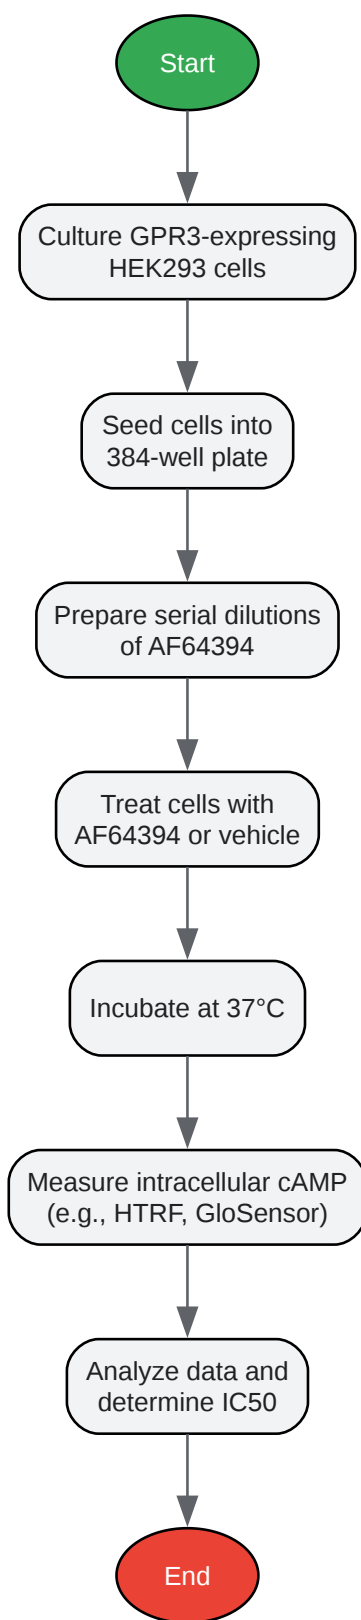 Start
Culture GPR3-expressing
HEK293 cells
Seed cells into
384-well plate
Prepare serial dilutions
of AF64394
Treat cells with
AF64394 or vehicle
Incubate at 37°C
Measure intracellular cAMP
(e.g., HTRF, GloSensor)
Analyze data and
determine IC50
End